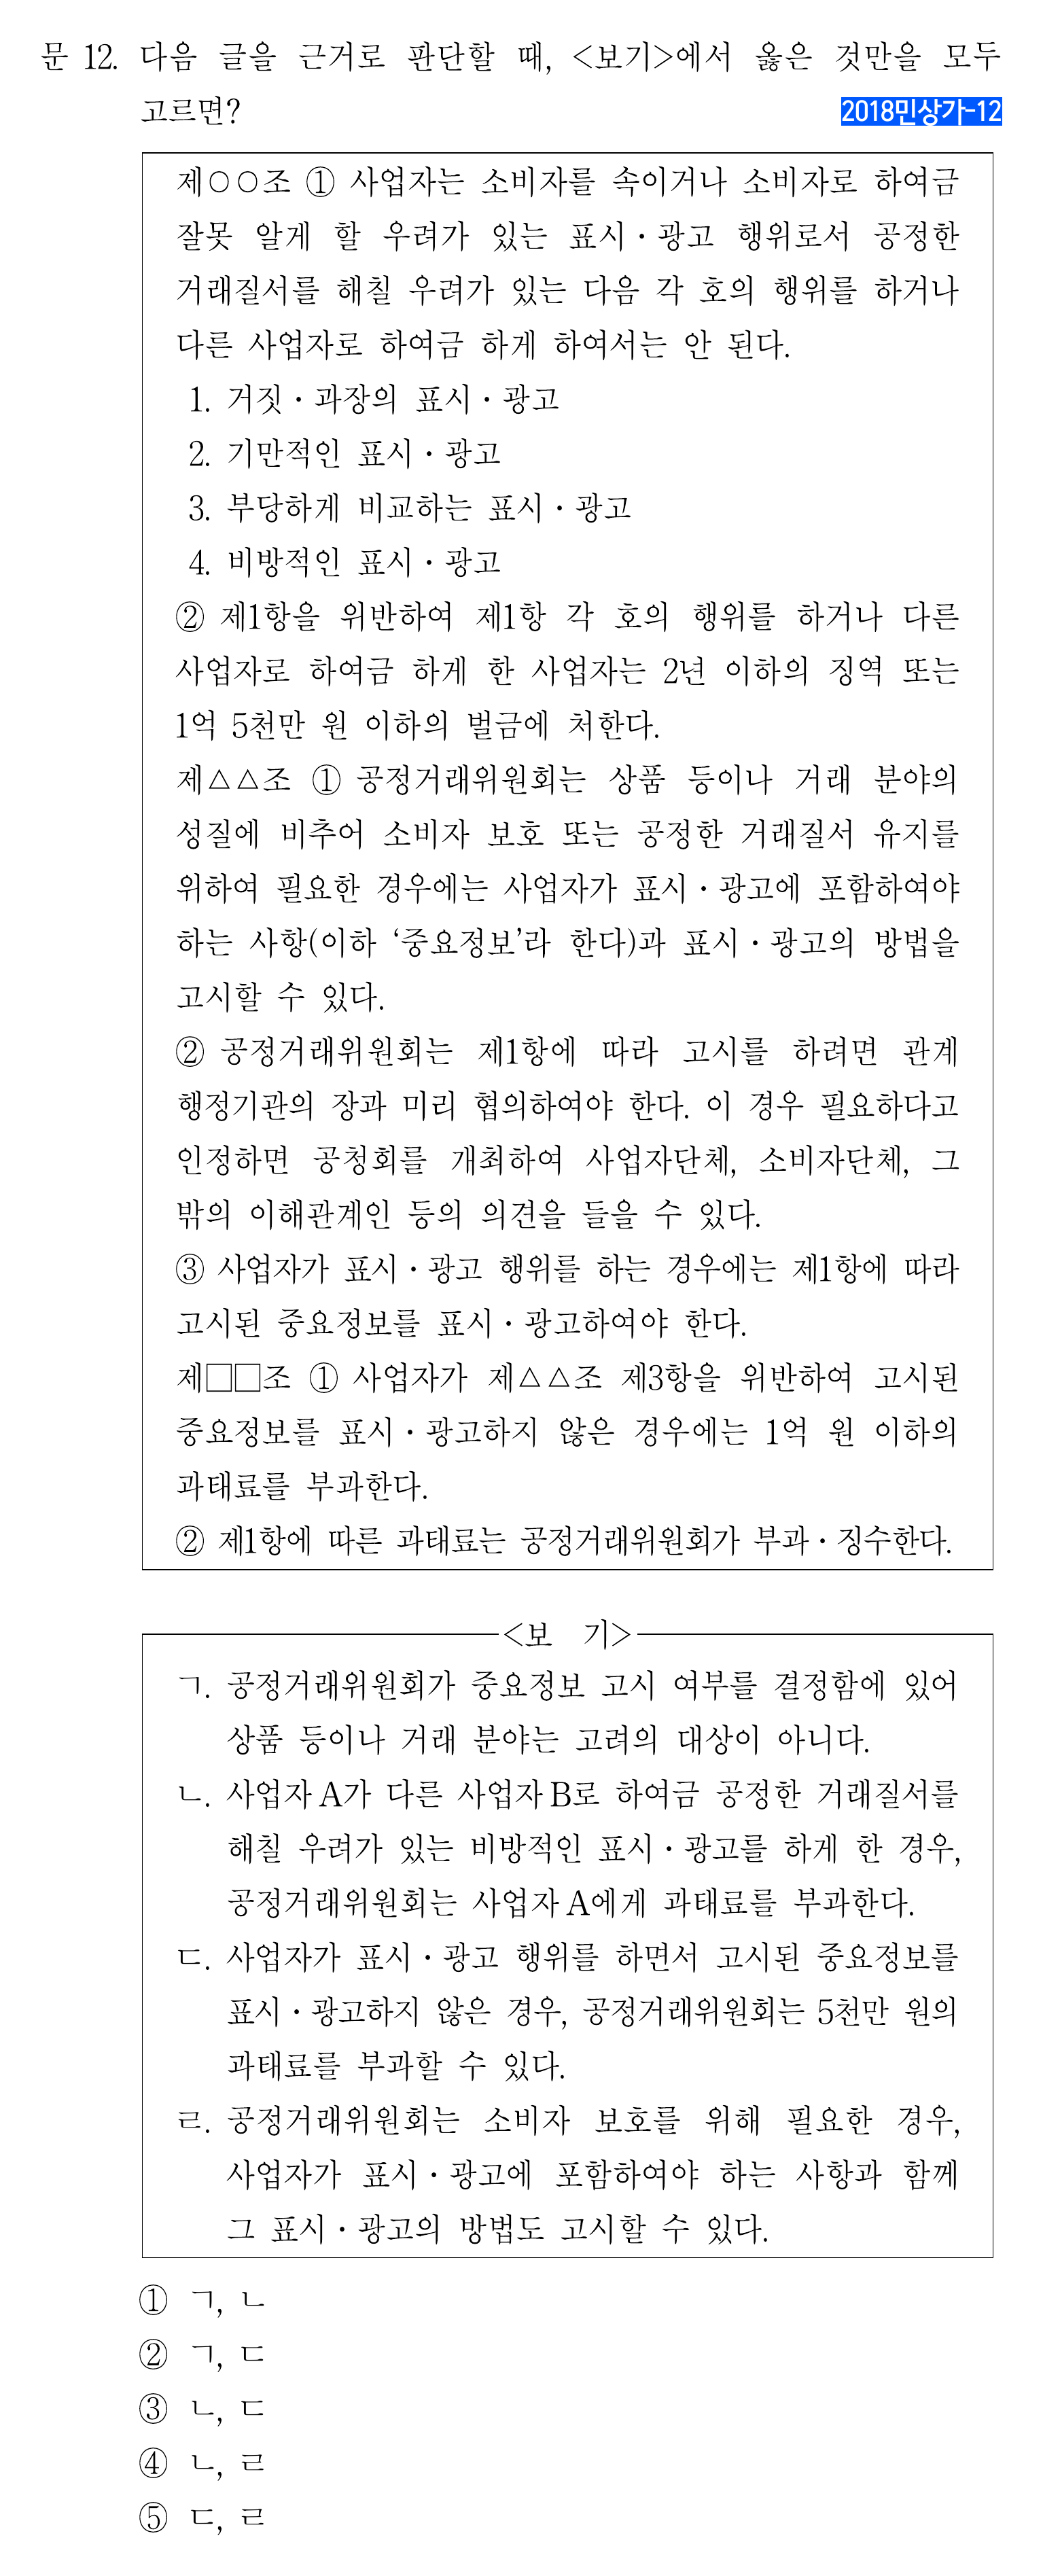 문 12. 다음 글을 근거로 판단할 때, <보기>에서 옳은 것만을 모두
고르면?
2018민상가-12
제○○조 ① 사업자는 소비자를 속이거나 소비자로 하여금
잘못 알게 할 우려가 있는 표시·광고 행위로서 공정한
거래질서를 해칠 우려가 있는 다음 각 호의 행위를 하거나
다른 사업자로 하여금 하게 하여서는 안 된다.
1. 거짓·과장의 표시·광고
2. 기만적인 표시·광고
3. 부당하게 비교하는 표시·광고
4. 비방적인 표시·광고
② 제1항을 위반하여 제1항 각 호의 행위를 하거나 다른
사업자로 하여금 하게 한 사업자는 2년 이하의 징역 또는
1억 5천만 원 이하의 벌금에 처한다.
제△△조 ① 공정거래위원회는 상품 등이나 거래 분야의
성질에 비추어 소비자 보호 또는 공정한 거래질서 유지를
위하여 필요한 경우에는 사업자가 표시·광고에 포함하여야
하는 사항(이하 ‘중요정보’라 한다)과 표시·광고의 방법을
고시할 수 있다.
② 공정거래위원회는 제1항에 따라 고시를 하려면 관계
행정기관의 장과 미리 협의하여야 한다. 이 경우 필요하다고
인정하면 공청회를 개최하여 사업자단체, 소비자단체, 그
밖의 이해관계인 등의 의견을 들을 수 있다.
③ 사업자가 표시·광고 행위를 하는 경우에는 제1항에 따라
고시된 중요정보를 표시·광고하여야 한다.
제□□조 ① 사업자가 제△△조 제3항을 위반하여 고시된
중요정보를 표시·광고하지 않은 경우에는 1억 원 이하의
과태료를 부과한다.
② 제1항에 따른 과태료는 공정거래위원회가 부과·징수한다.
<보 기>
ㄱ. 공정거래위원회가 중요정보 고시 여부를 결정함에 있어
상품 등이나 거래 분야는 고려의 대상이 아니다.
ㄴ. 사업자 A가 다른 사업자 B로 하여금 공정한 거래질서를
해칠 우려가 있는 비방적인 표시·광고를 하게 한 경우,
공정거래위원회는 사업자 A에게 과태료를 부과한다.
ㄷ. 사업자가 표시·광고 행위를 하면서 고시된 중요정보를
표시·광고하지 않은 경우, 공정거래위원회는 5천만 원의
과태료를 부과할 수 있다.
ㄹ. 공정거래위원회는 소비자 보호를 위해 필요한 경우,
사업자가 표시·광고에 포함하여야 하는 사항과 함께
그 표시·광고의 방법도 고시할 수 있다.
① ㄱ, ㄴ
② ㄱ, ㄷ
③ ㄴ, ㄷ
④ ㄴ, ㄹ
⑤ ㄷ, ㄹ